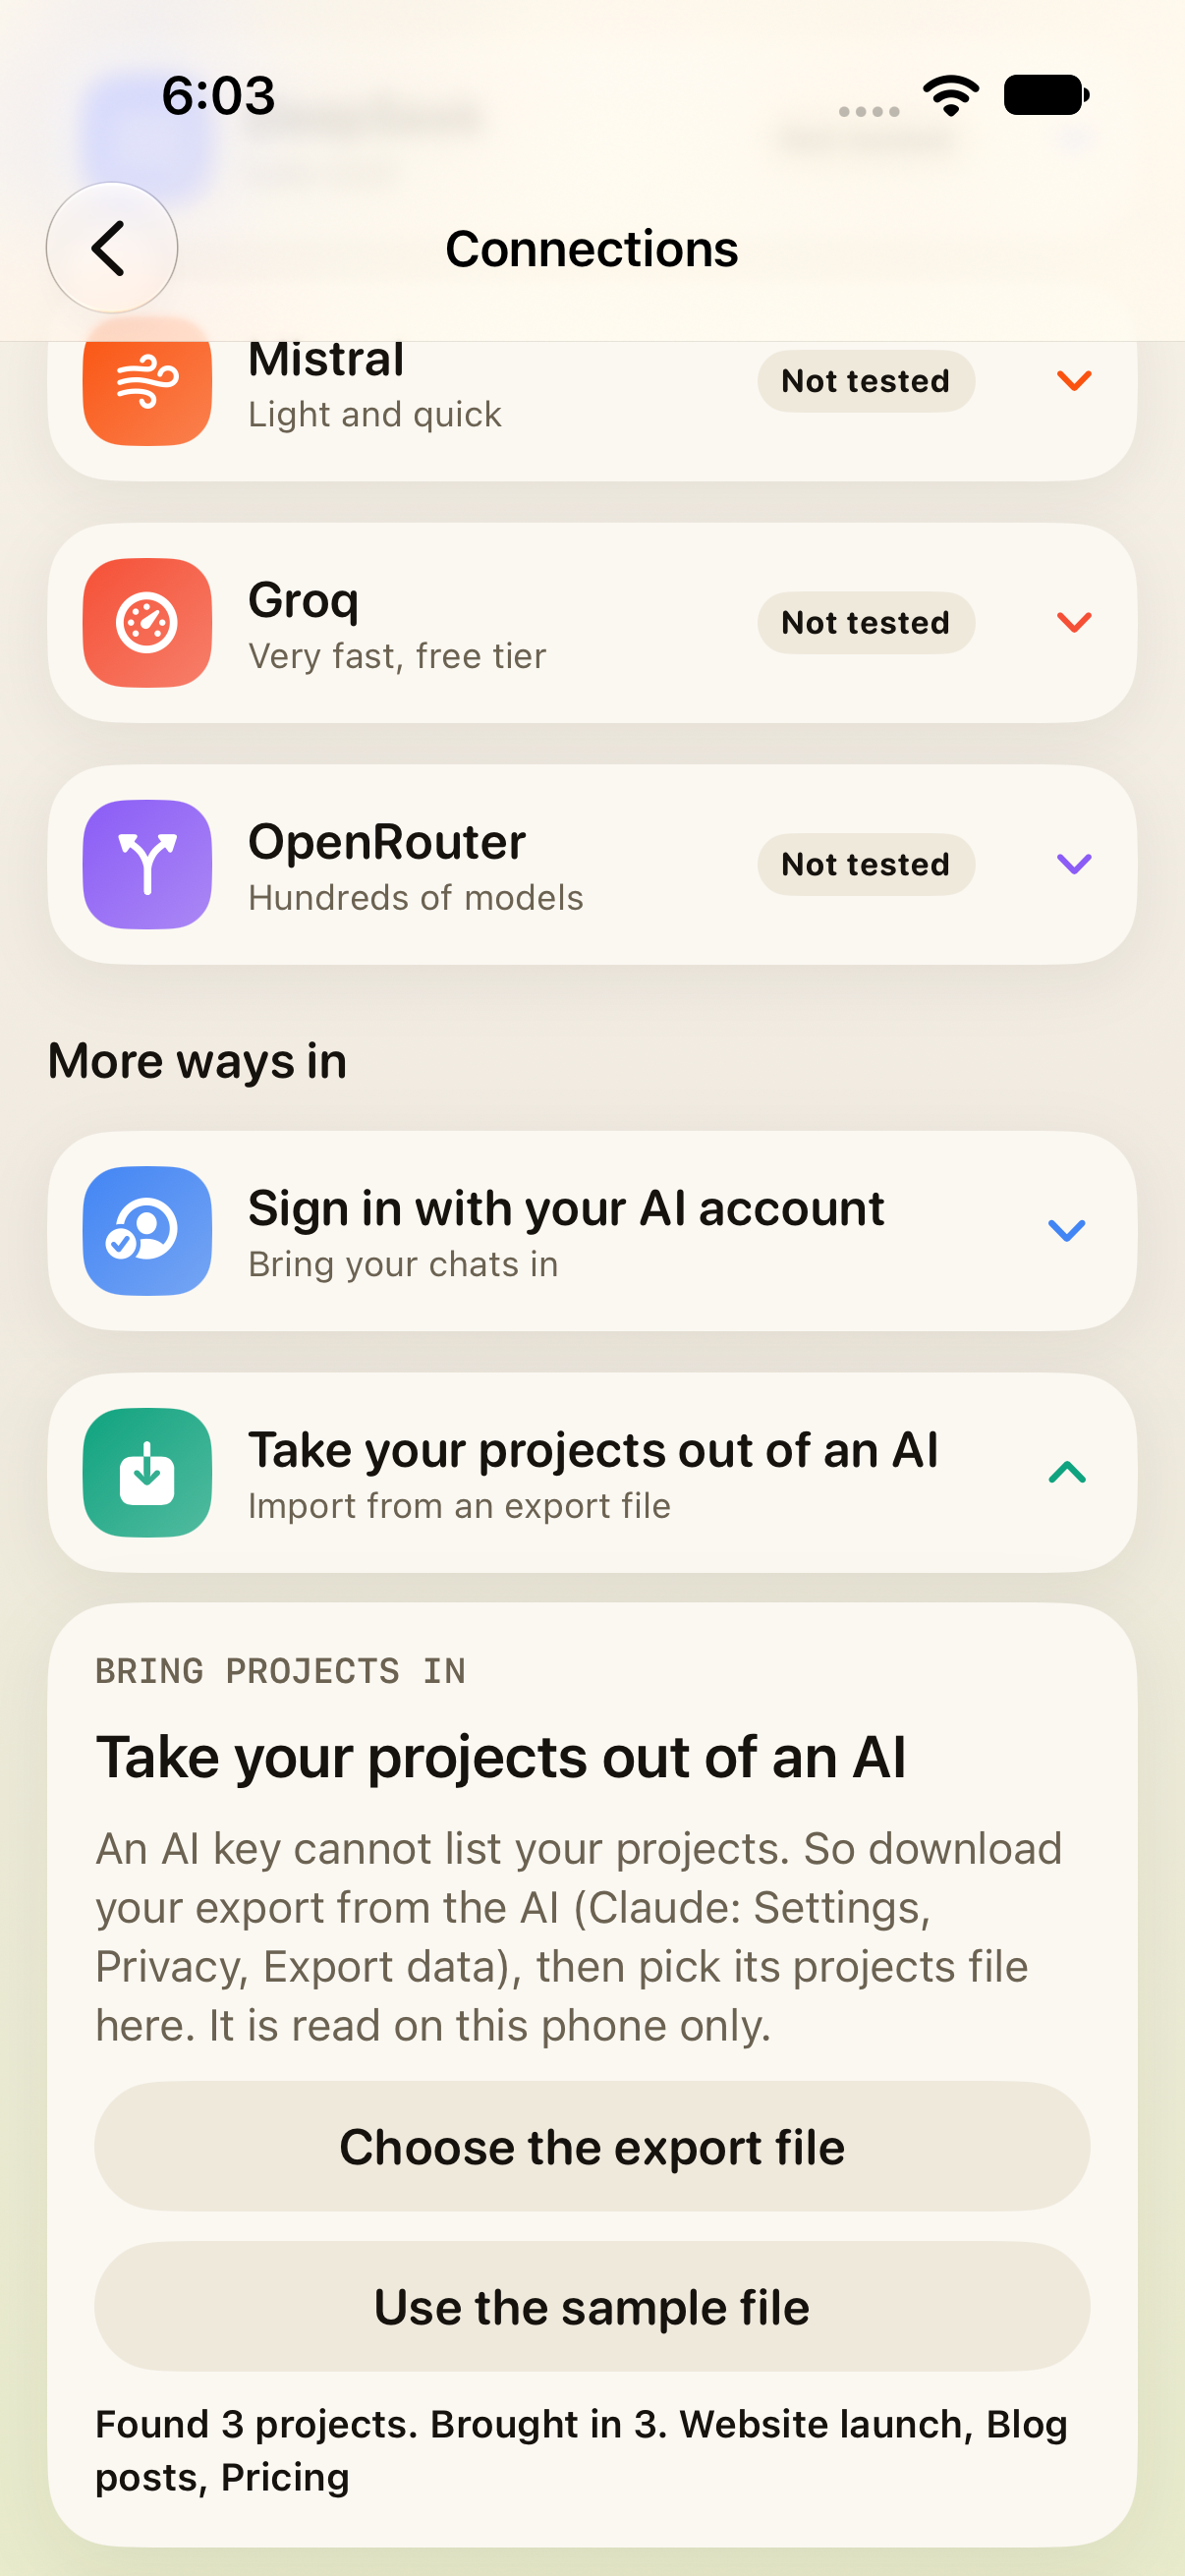 6:03
Connections
Mistral
Light and quick
Not tested
Groq
Very fast, free tier
Not tested
OpenRouter
Hundreds of models
Not tested
More ways in
Sign in with your AI account
Bring your chats in
Take your projects out of an AI
Import from an export file
BRING PROJECTS IN
Take your projects out of an AI
An AI key cannot list your projects. So download
your export from the AI (Claude: Settings,
Privacy, Export data), then pick its projects file
here. It is read on this phone only.
Choose the export file
Use the sample file
Found 3 projects. Brought in 3. Website launch, Blog
posts, Pricing